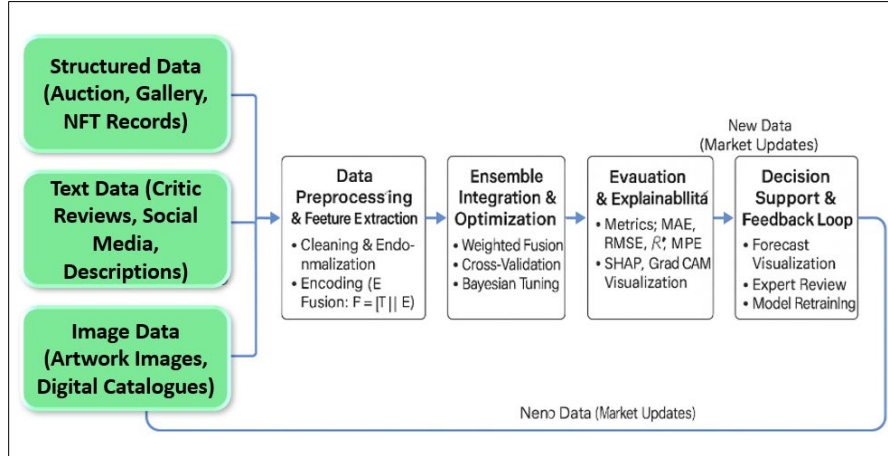 Structured Data
(Auction, Gallery,
NFT Records)
Text Data (Critic
Reviews, Social
Media,
Descriptions)
Image Data
(Artwork Images,
Digital Catalogues)
Data
Preprocessing
& Feeture Extraction
• Cleaning & Endo-
nmalization
• Encoding (E
Fusion: F = [T || E)
Ensemble
Integration &
Optimization
• Weighted Fusion
• Cross-Validation
• Bayesian Tuning
Evauation
& Explainabllitá
• Metrics; MAE,
RMSE, R², MPE
• SHAP, Grad CAM
Visualization
New Data
(Market Updates)
Decision
Support &
Feedback Loop
• Forecast
Visualization
• Expert Review
• Model Retraining
Neno Data (Market Updates)